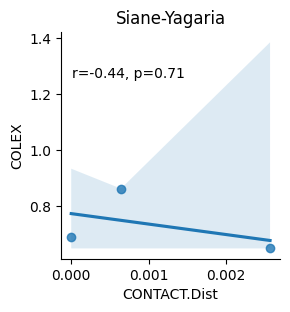 Siane-Yagaria
1.4
r=-0.44, p=0.71
1.2
COLEX
1.0
0.8
0.000 0.001 0.002
CONTACT.Dist